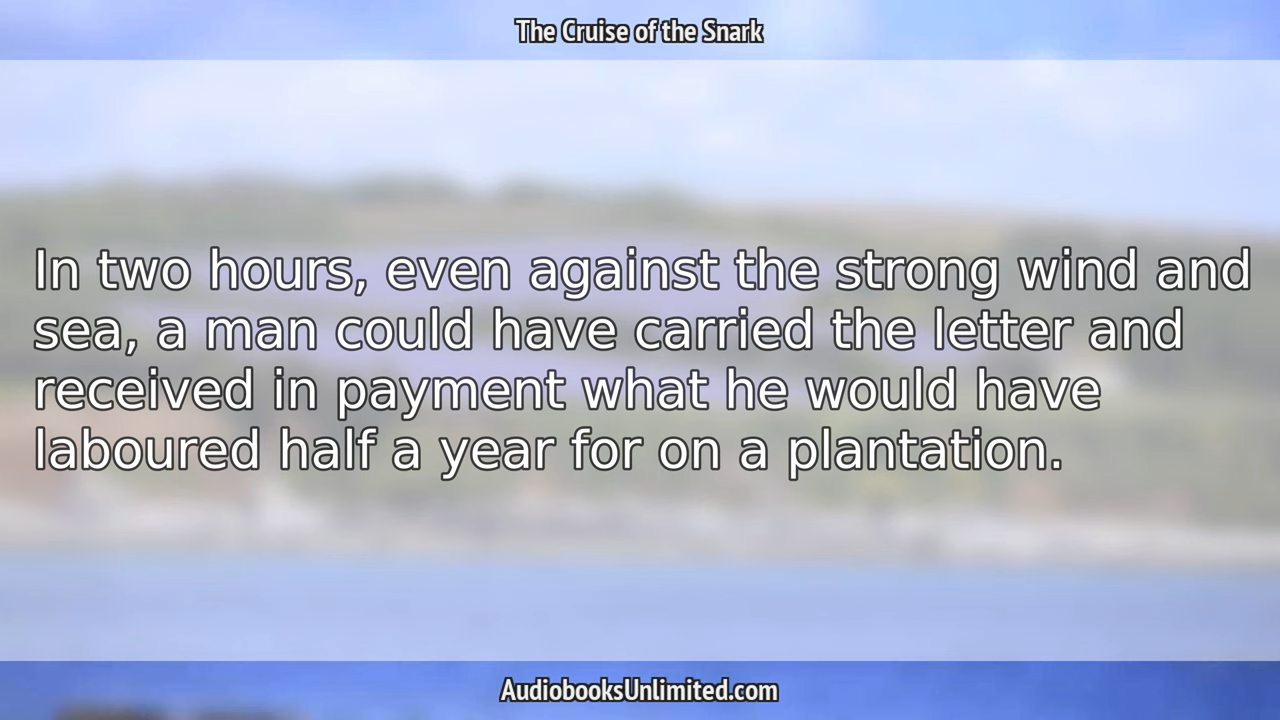 The Cruise of the Snark
In two hours, even against the strong wind and
sea, a man could have carried the letter and
received in payment what he would have
laboured half a year for on a plantation.
AudiobooksUnlimited.com